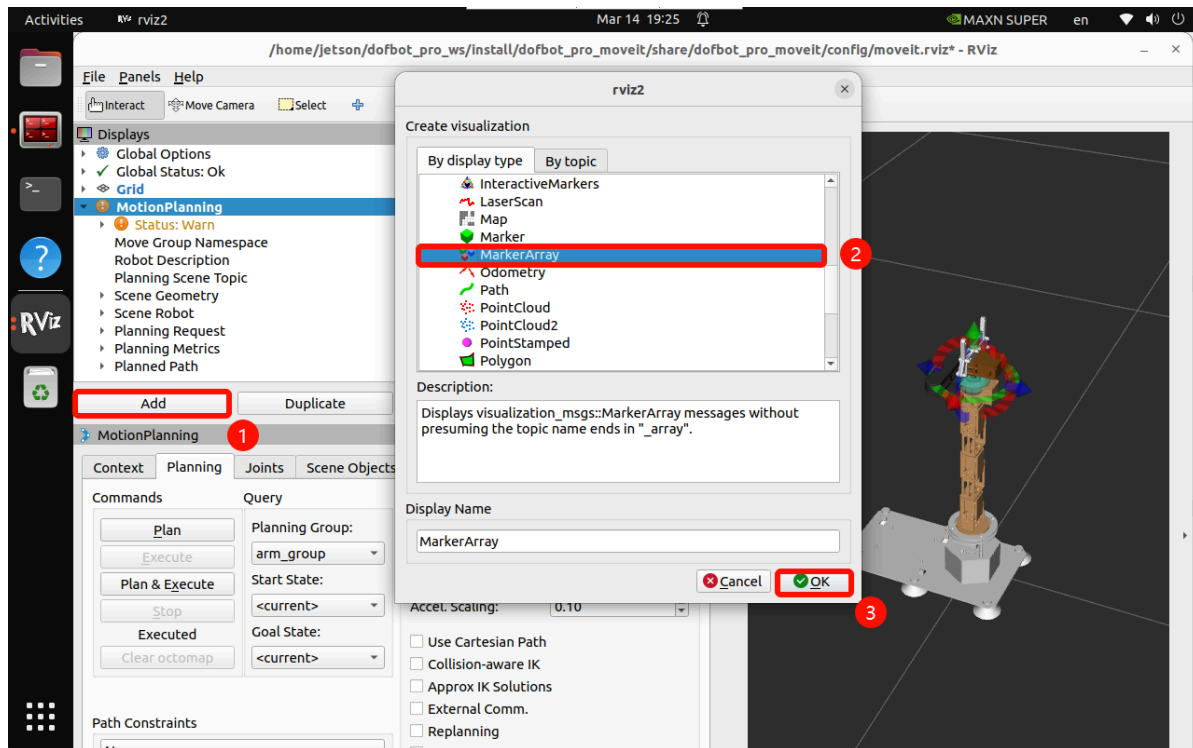 Activities
rviz2
Mar 14 19:25
MAXN SUPER
en
/home/jetson/dofbot_pro_ws/install/dofbot_pro_moveit/share/dofbot_pro_moveit/config/moveit.rviz* - RViz
File Panels Help
Interact Move Camera Select
Displays
Global Options
Global Status: Ok
Grid
MotionPlanning
Status: Warn
Move Group Namespace
Robot Description
Planning Scene Topic
Scene Geometry
Scene Robot
Planning Request
Planning Metrics
Planned Path
Add
Duplicate
1
MotionPlanning
Context Planning Joints Scene Objects
Commands
Query
Plan
Planning Group:
Execute
arm_group
Plan & Execute
Start State:
Stop
<current>
Executed
Goal State:
Clear octomap
<current>
Path Constraints
rviz2
Create visualization
By display type
By topic
InteractiveMarkers
LaserScan
Map
Marker
MarkerArray
2
Odometry
Path
PointCloud
PointCloud2
PointStamped
Polygon
Description:
Displays visualization_msgs::MarkerArray messages without
presuming the topic name ends in "_array".
Display Name
MarkerArray
Cancel
OK
3
Accel. Scaling:
0.10
Use Cartesian Path
Collision-aware IK
Approx IK Solutions
External Comm.
Replanning
RViz